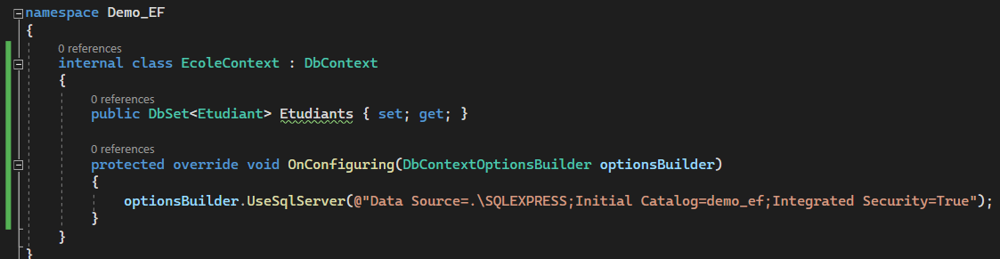 namespace Demo_EF
{
0 references
internal class EcoleContext : DbContext
{
0 references
public DbSet<Etudiant> Etudiants { set; get; }
0 references
protected override void OnConfiguring(DbContextOptionsBuilder optionsBuilder)
{
optionsBuilder.UseSqlServer(@"Data Source=.\SQLEXPRESS;Initial Catalog=demo_ef;Integrated Security=True");
}
}
}